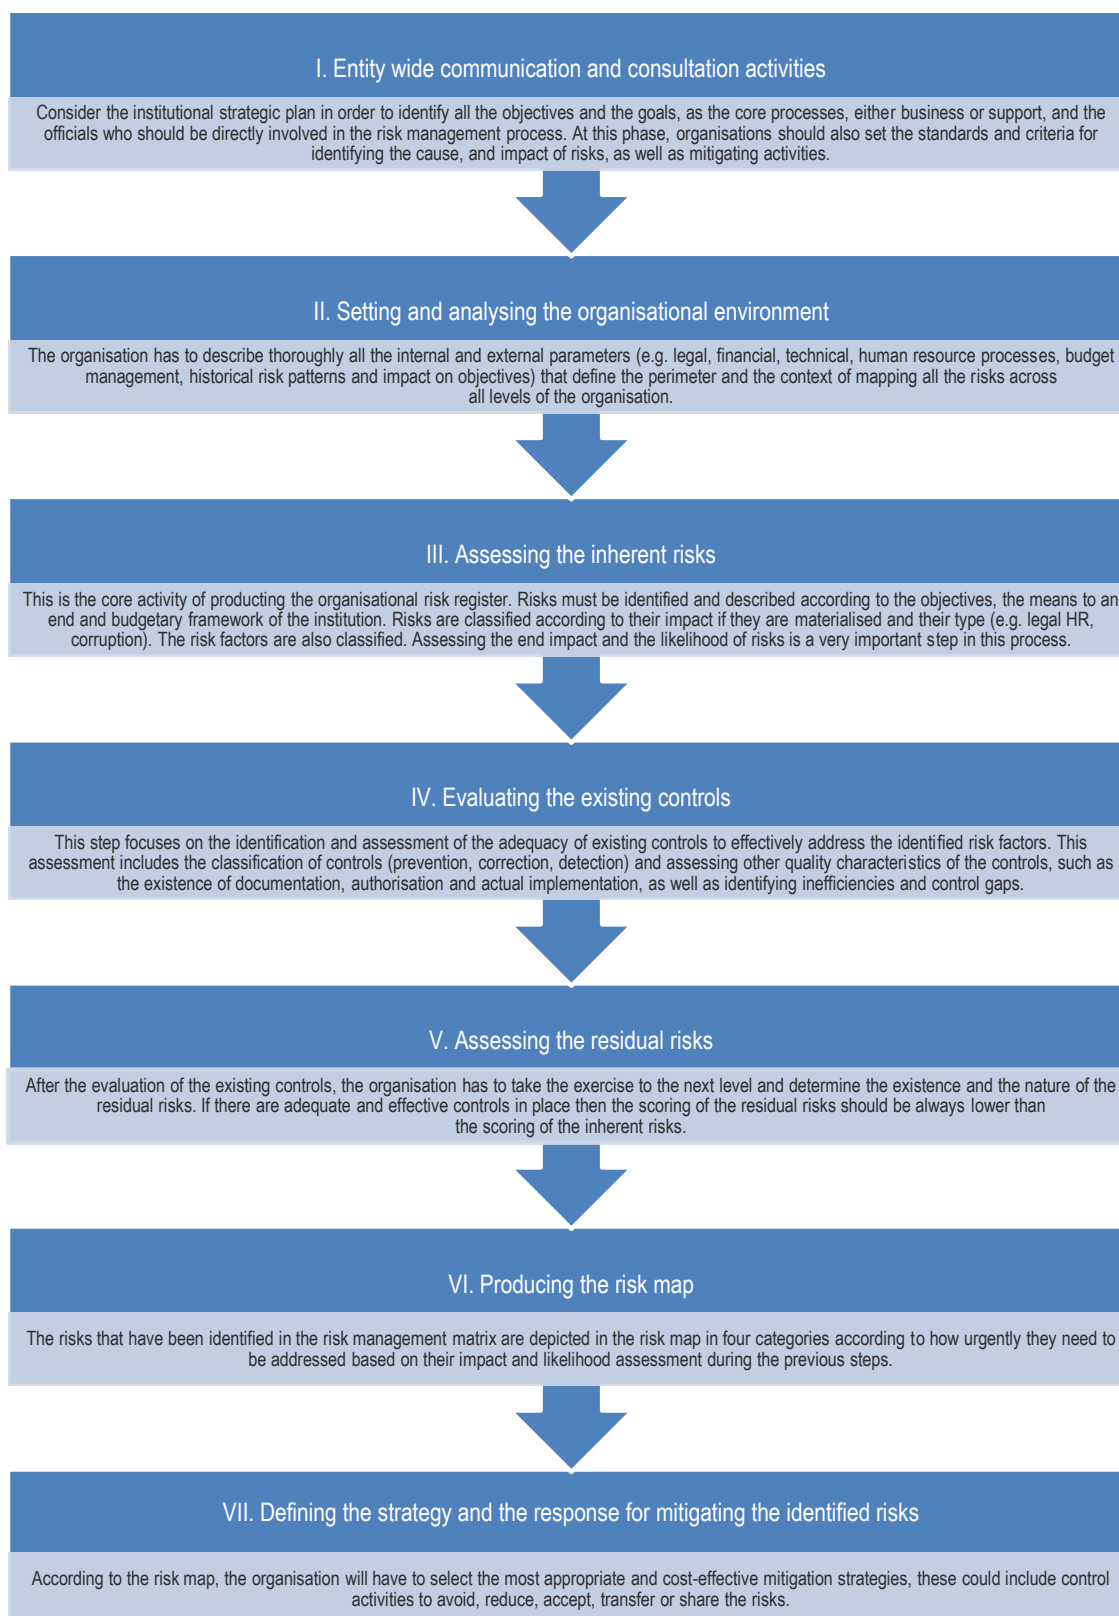 I. Entity wide communication and consultation activities
Consider the institutional strategic plan in order to identify all the objectives and the goals, as the core processes, either business or support, and the
officials who should be directly involved in the risk management process. At this phase, organisations should also set the standards and criteria for
identifying the cause, and impact of risks, as well as mitigating activities.
II. Setting and analysing the organisational environment
The organisation has to describe thoroughly all the internal and external parameters (e.g. legal, financial, technical, human resource processes, budget
management, historical risk patterns and impact on objectives) that define the perimeter and the context of mapping all the risks across
all levels of the organisation.
III. Assessing the inherent risks
This is the core activity of producting the organisational risk register. Risks must be identified and described according to the objectives, the means to an
end and budgetary framework of the institution. Risks are classified according to their impact if they are materialised and their type (e.g. legal HR,
corruption). The risk factors are also classified. Assessing the end impact and the likelihood of risks is a very important step in this process.
IV. Evaluating the existing controls
This step focuses on the identification and assessment of the adequacy of existing controls to effectively address the identified risk factors. This
assessment includes the classification of controls (prevention, correction, detection) and assessing other quality characteristics of the controls, such as
the existence of documentation, authorisation and actual implementation, as well as identifying inefficiencies and control gaps.
V. Assessing the residual risks
After the evaluation of the existing controls, the organisation has to take the exercise to the next level and determine the existence and the nature of the
residual risks. If there are adequate and effective controls in place then the scoring of the residual risks should be always lower than
the scoring of the inherent risks.
VI. Producing the risk map
The risks that have been identified in the risk management matrix are depicted in the risk map in four categories according to how urgently they need to
be addressed based on their impact and likelihood assessment during the previous steps.
VII. Defining the strategy and the response for mitigating the identified risks
According to the risk map, the organisation will have to select the most appropriate and cost-effective mitigation strategies, these could include control
activities to avoid, reduce, accept, transfer or share the risks.